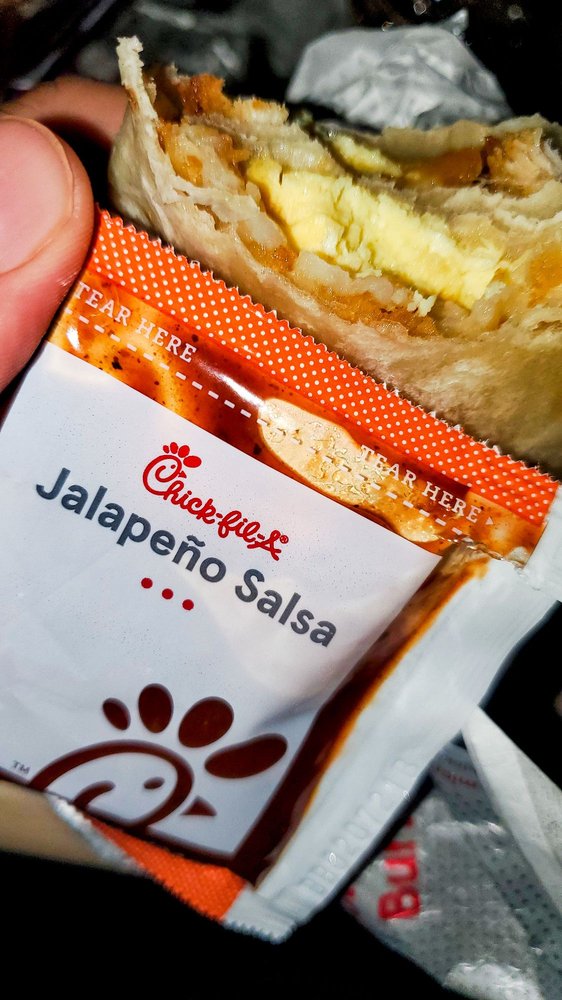 TEAR HERE
TEAR HERE
Chick-fil-A®
Jalapeño Salsa
TM